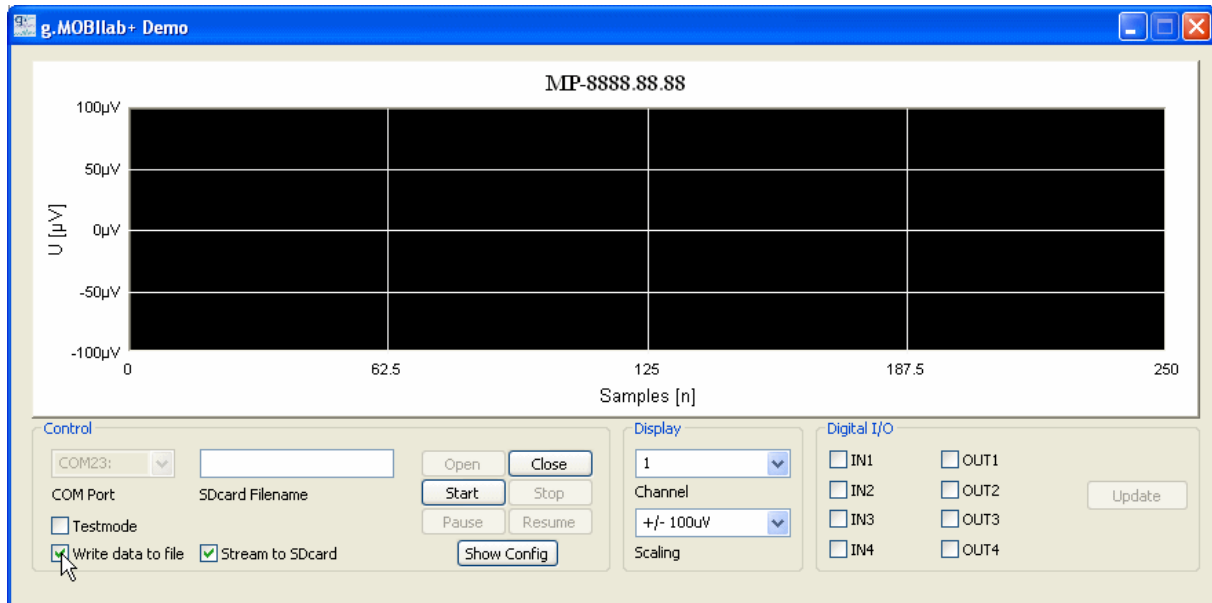 g.MOBIlab+ Demo
MP-8888.88.88
100µV
50µV
0µV
-50µV
-100µV
U [µV]
0 62.5 125 187.5 250
Samples [n]
Control
COM23:
COM Port
SDcard Filename
Testmode
Write data to file
Stream to SDcard
Open Close
Start Stop
Pause Resume
Show Config
Display
1
Channel
+/- 100uV
Scaling
Digital I/O
IN1 OUT1
IN2 OUT2
IN3 OUT3
IN4 OUT4
Update